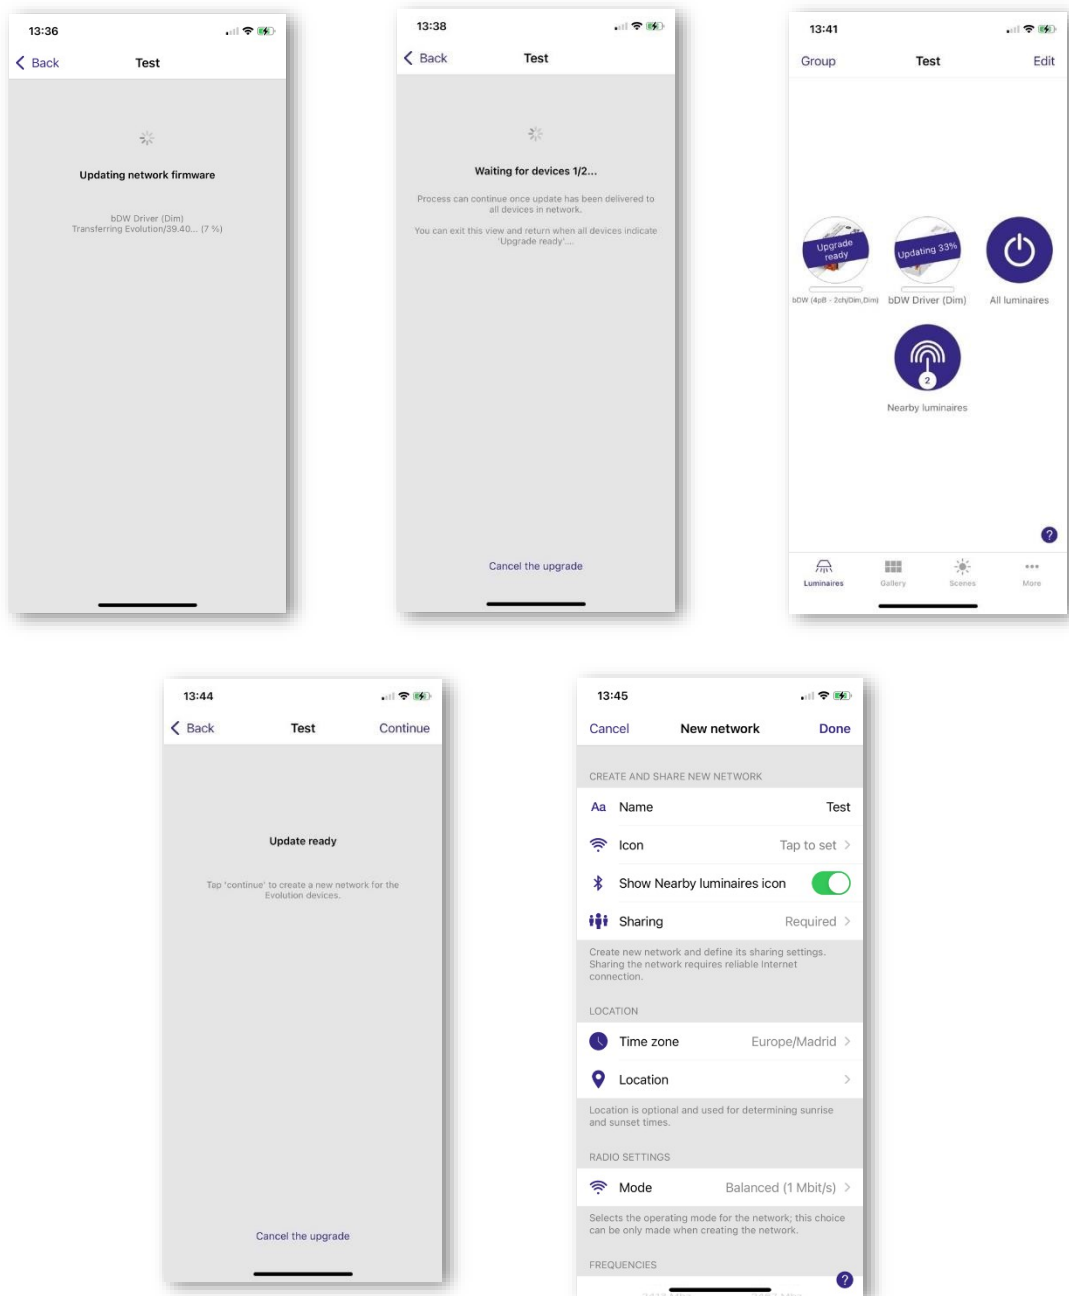 13:36
Back
Test
Updating network firmware
bDW Driver (Dim)
Transferring Evolution/39.40... (7 %)
13:38
Back
Test
Waiting for devices 1/2...
Process can continue once update has been delivered to
all devices in network.
You can exit this view and return when all devices indicate
'Upgrade ready'...
Cancel the upgrade
13:41
Group
Test
Edit
Upgrade
ready
Updating 33%
bDW (4pB - 2ch/Dim,Dim)
bDW Driver (Dim)
All luminaires
2
Nearby luminaires
?
Luminaires
Gallery
Scenes
More
13:44
Back
Test
Continue
Update ready
Tap 'continue' to create a new network for the
Evolution devices.
Cancel the upgrade
13:45
Cancel
New network
Done
CREATE AND SHARE NEW NETWORK
Aa Name Test
Icon Tap to set
Show Nearby luminaires icon
Sharing Required
Create new network and define its sharing settings.
Sharing the network requires reliable Internet
connection.
LOCATION
Time zone Europe/Madrid
Location
Location is optional and used for determining sunrise
and sunset times.
RADIO SETTINGS
Mode Balanced (1 Mbit/s)
Selects the operating mode for the network; this choice
can be only made when creating the network.
FREQUENCIES
?